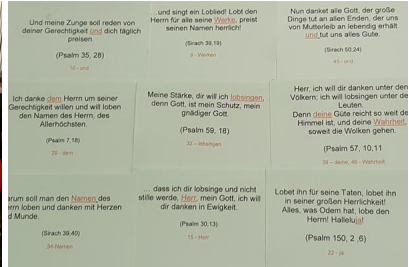 Und meine Zunge soll reden von
deiner Gerechtigkeit und dich täglich
preisen.
(Psalm 35, 28)
10 - und
und singt ein Loblied! Lobt den
Herrn für alle seine Werke, preist
seinen Namen herrlich!
(Sirach 39,19)
9 - Werken
Nun danket alle Gott, der große
Dinge tut an allen Enden, der uns
von Mutterleib an lebendig erhält
und tut uns alles Gute.
(Sirach 50,24)
45 - und
Ich danke dem Herrn um seiner
Gerechtigkeit willen und will loben
den Namen des Herrn, des
Allerhöchsten.
(Psalm 7,18)
26 - dem
Meine Stärke, dir will ich lobsingen,
denn Gott, ist mein Schutz, mein
gnädiger Gott.
(Psalm 59, 18)
32 - lobsingen
Herr, ich will dir danken unter den
Völkern; ich will lobsingen unter den
Leuten.
Denn deine Güte reicht so weit der
Himmel ist, und deine Wahrheit,
soweit die Wolken gehen.
(Psalm 57, 10,11
38 - deine, 46 - Wahrheit
arum soll man den Namen des
rrn loben und danken mit Herzen
d Munde.
(Sirach 39,40)
34-Namen
... dass ich dir lobsinge und nicht
stille werde, Herr, mein Gott, ich will
dir danken in Ewigkeit.
(Psalm 30,13)
15 - Herr
Lobet ihn für seine Taten, lobet ihn
in seiner großen Herrlichkeit!
Alles, was Odem hat, lobe den
Herrn! Halleluja!
(Psalm 150, 2 ,6)
22 - ja